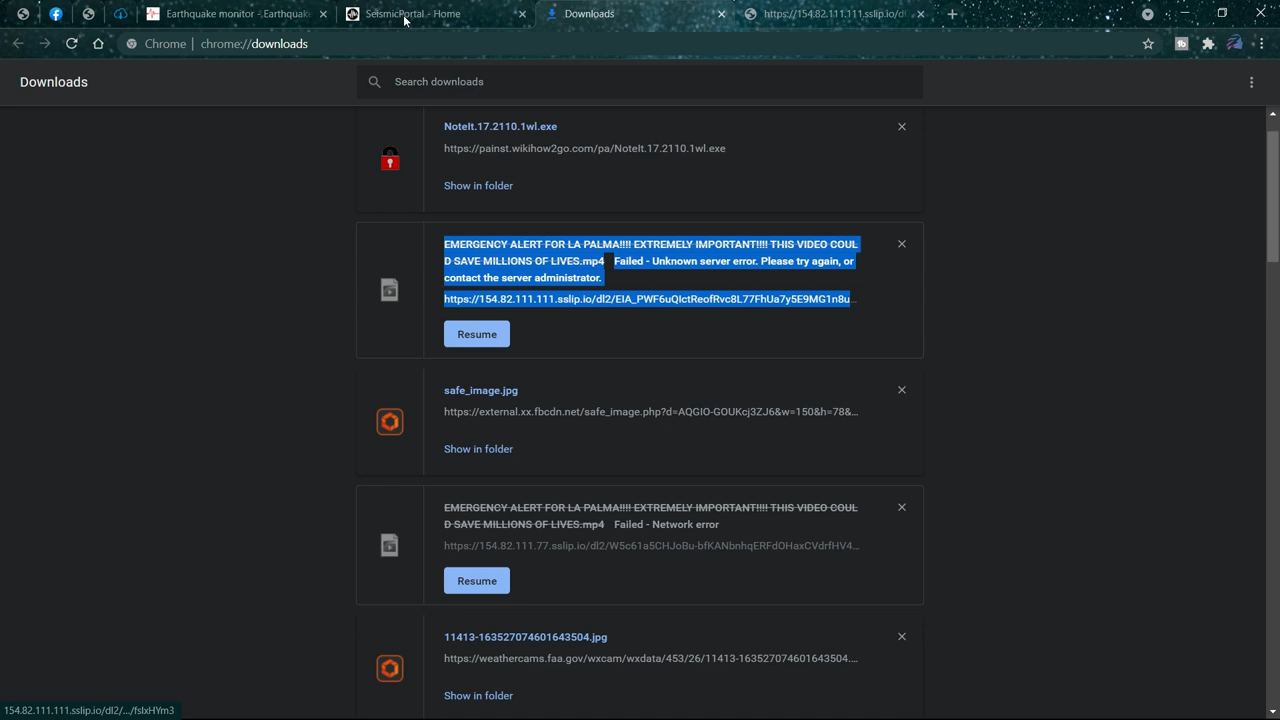 Earthquake monitor - Earthquake
SeismicPortal - Home
Downloads
https://154.82.111.111.sslip.io/dl
Chrome
chrome://downloads
Downloads
Search downloads
NoteIt.17.2110.1wl.exe
https://painst.wikihow2go.com/pa/NoteIt.17.2110.1wl.exe
Show in folder
EMERGENCY ALERT FOR LA PALMA!!!! EXTREMELY IMPORTANT!!!! THIS VIDEO COUL
D SAVE MILLIONS OF LIVES.mp4 Failed - Unknown server error. Please try again, or
contact the server administrator.
https://154.82.111.111.sslip.io/dl2/EIA_PWF6uQIctReofRvc8L77FhUa7y5E9MG1n8u...
Resume
safe_image.jpg
https://external.xx.fbcdn.net/safe_image.php?d=AQGIO-GOUKcj3ZJ6&w=150&h=78&...
Show in folder
EMERGENCY ALERT FOR LA PALMA!!!! EXTREMELY IMPORTANT!!!! THIS VIDEO COUL
D SAVE MILLIONS OF LIVES.mp4 Failed - Network error
https://154.82.111.77.sslip.io/dl2/W5c61a5CHJoBu-bfKANbnhqERFdOHaxCVdrfHV4...
Resume
11413-163527074601643504.jpg
https://weathercams.faa.gov/wxcam/wxdata/453/26/11413-163527074601643504....
Show in folder
154.82.111.111.sslip.io/dl2/.../fsIxHYm3